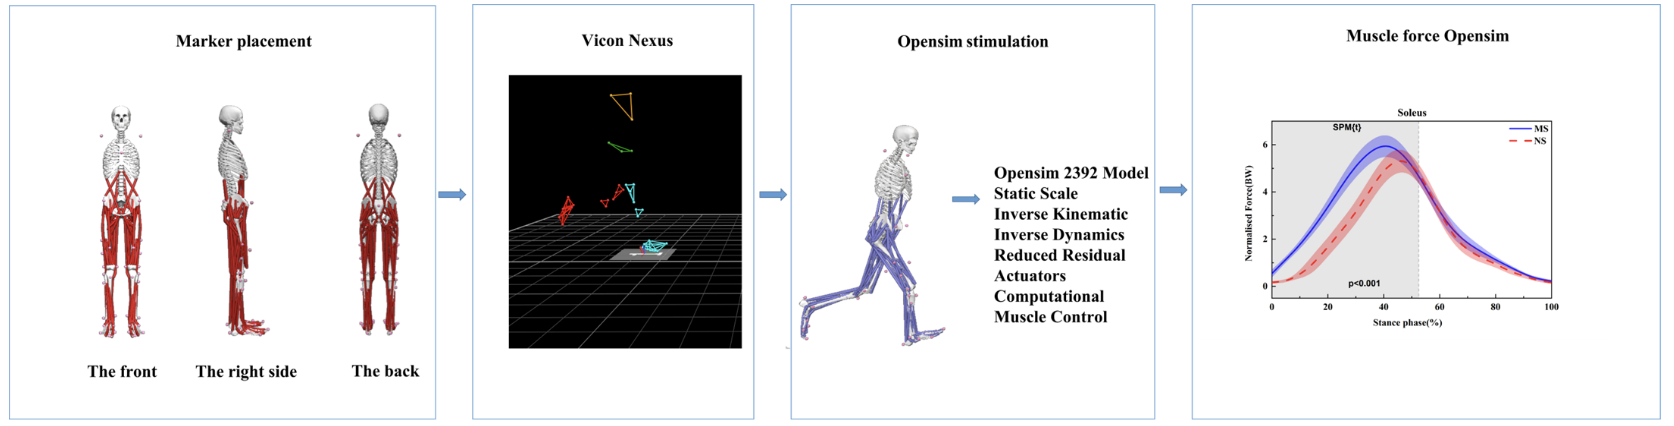 Marker placement
The front
The right side
The back
Vicon Nexus
Opensim stimulation
Opensim 2392 Model
Static Scale
Inverse Kinematic
Inverse Dynamics
Reduced Residual
Actuators
Computational
Muscle Control
Muscle force Opensim
Soleus
SPM{t}
MS
NS
6
4
2
0
Normalised Force(BW)
p<0.001
0
20
40
60
80
100
Stance phase(%)